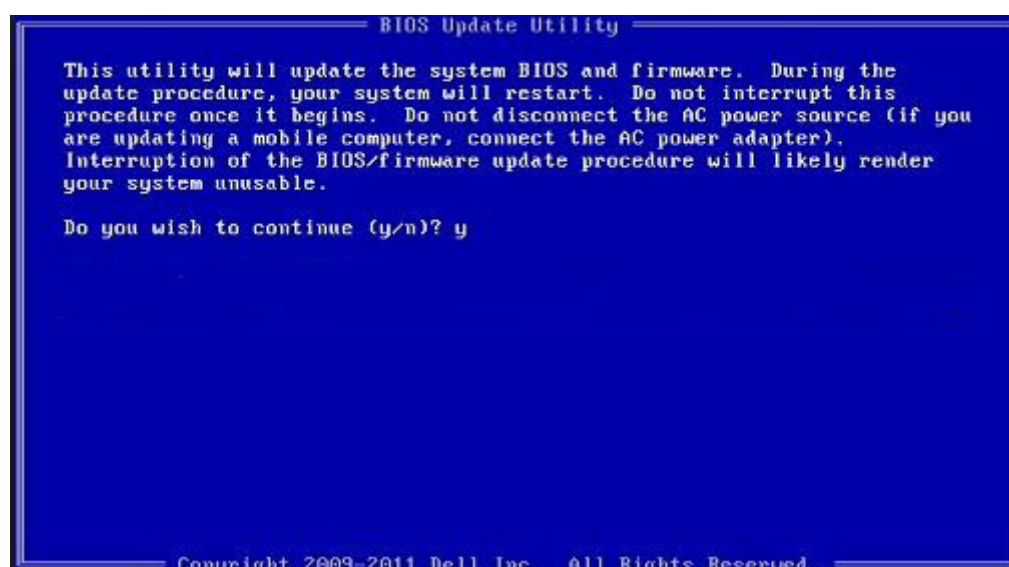 BIOS Update Utility
This utility will update the system BIOS and firmware. During the
update procedure, your system will restart. Do not interrupt this
procedure once it begins. Do not disconnect the AC power source (if you
are updating a mobile computer, connect the AC power adapter).
Interruption of the BIOS/firmware update procedure will likely render
your system unusable.
Do you wish to continue (y/n)? y
Copyright 2009-2011 Dell Inc. All Rights Reserved.